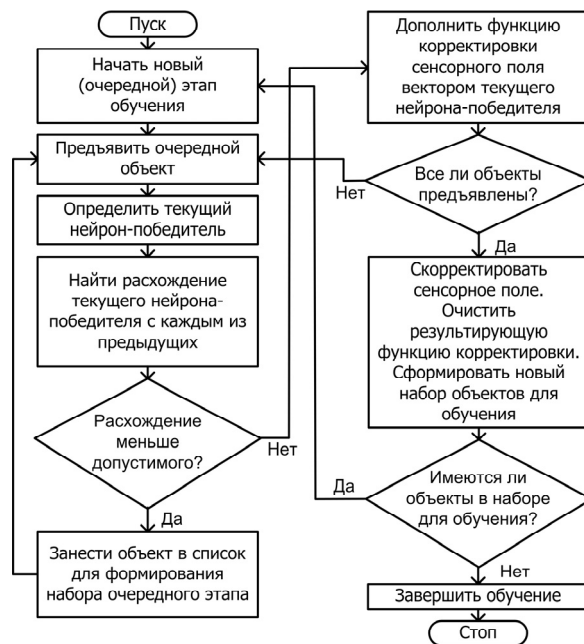 Пуск
Начать новый
(очередной) этап
обучения
Предъявить очередной
объект
Определить текущий
нейрон-победитель
Найти расхождение
текущего нейрона-
победителя с каждым из
предыдущих
Расхождение
меньше
допустимого?
Нет
Да
Занести объект в список
для формирования
набора очередного этапа
Дополнить функцию
корректировки
сенсорного поля
вектором текущего
нейрона-победителя
Все ли объекты
предъявлены?
Нет
Да
Скорректировать
сенсорное поле.
Очистить
результирующую
функцию корректировки.
Сформировать новый
набор объектов для
обучения
Имеются ли
объекты в наборе
для обучения?
Да
Нет
Завершить обучение
Стоп